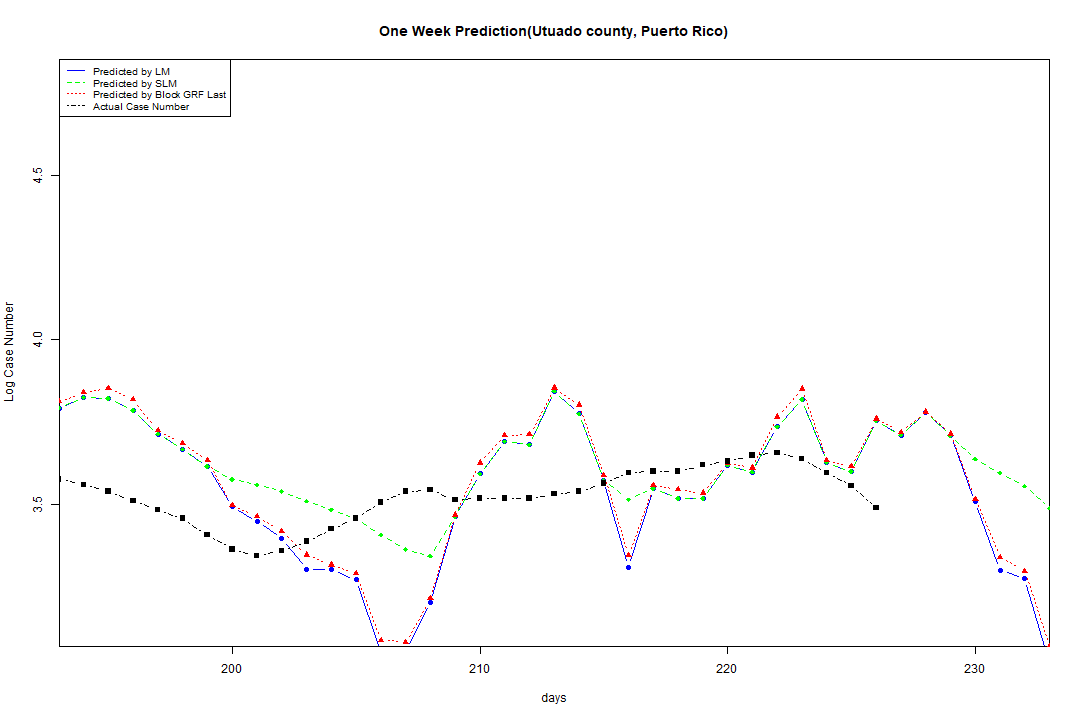 One Week Prediction(Utuado county, Puerto Rico)
Predicted by LM
Predicted by SLM
Predicted by Block GRF Last
Actual Case Number
4.5
4.0
3.5
Log Case Number
200 210 220 230
days